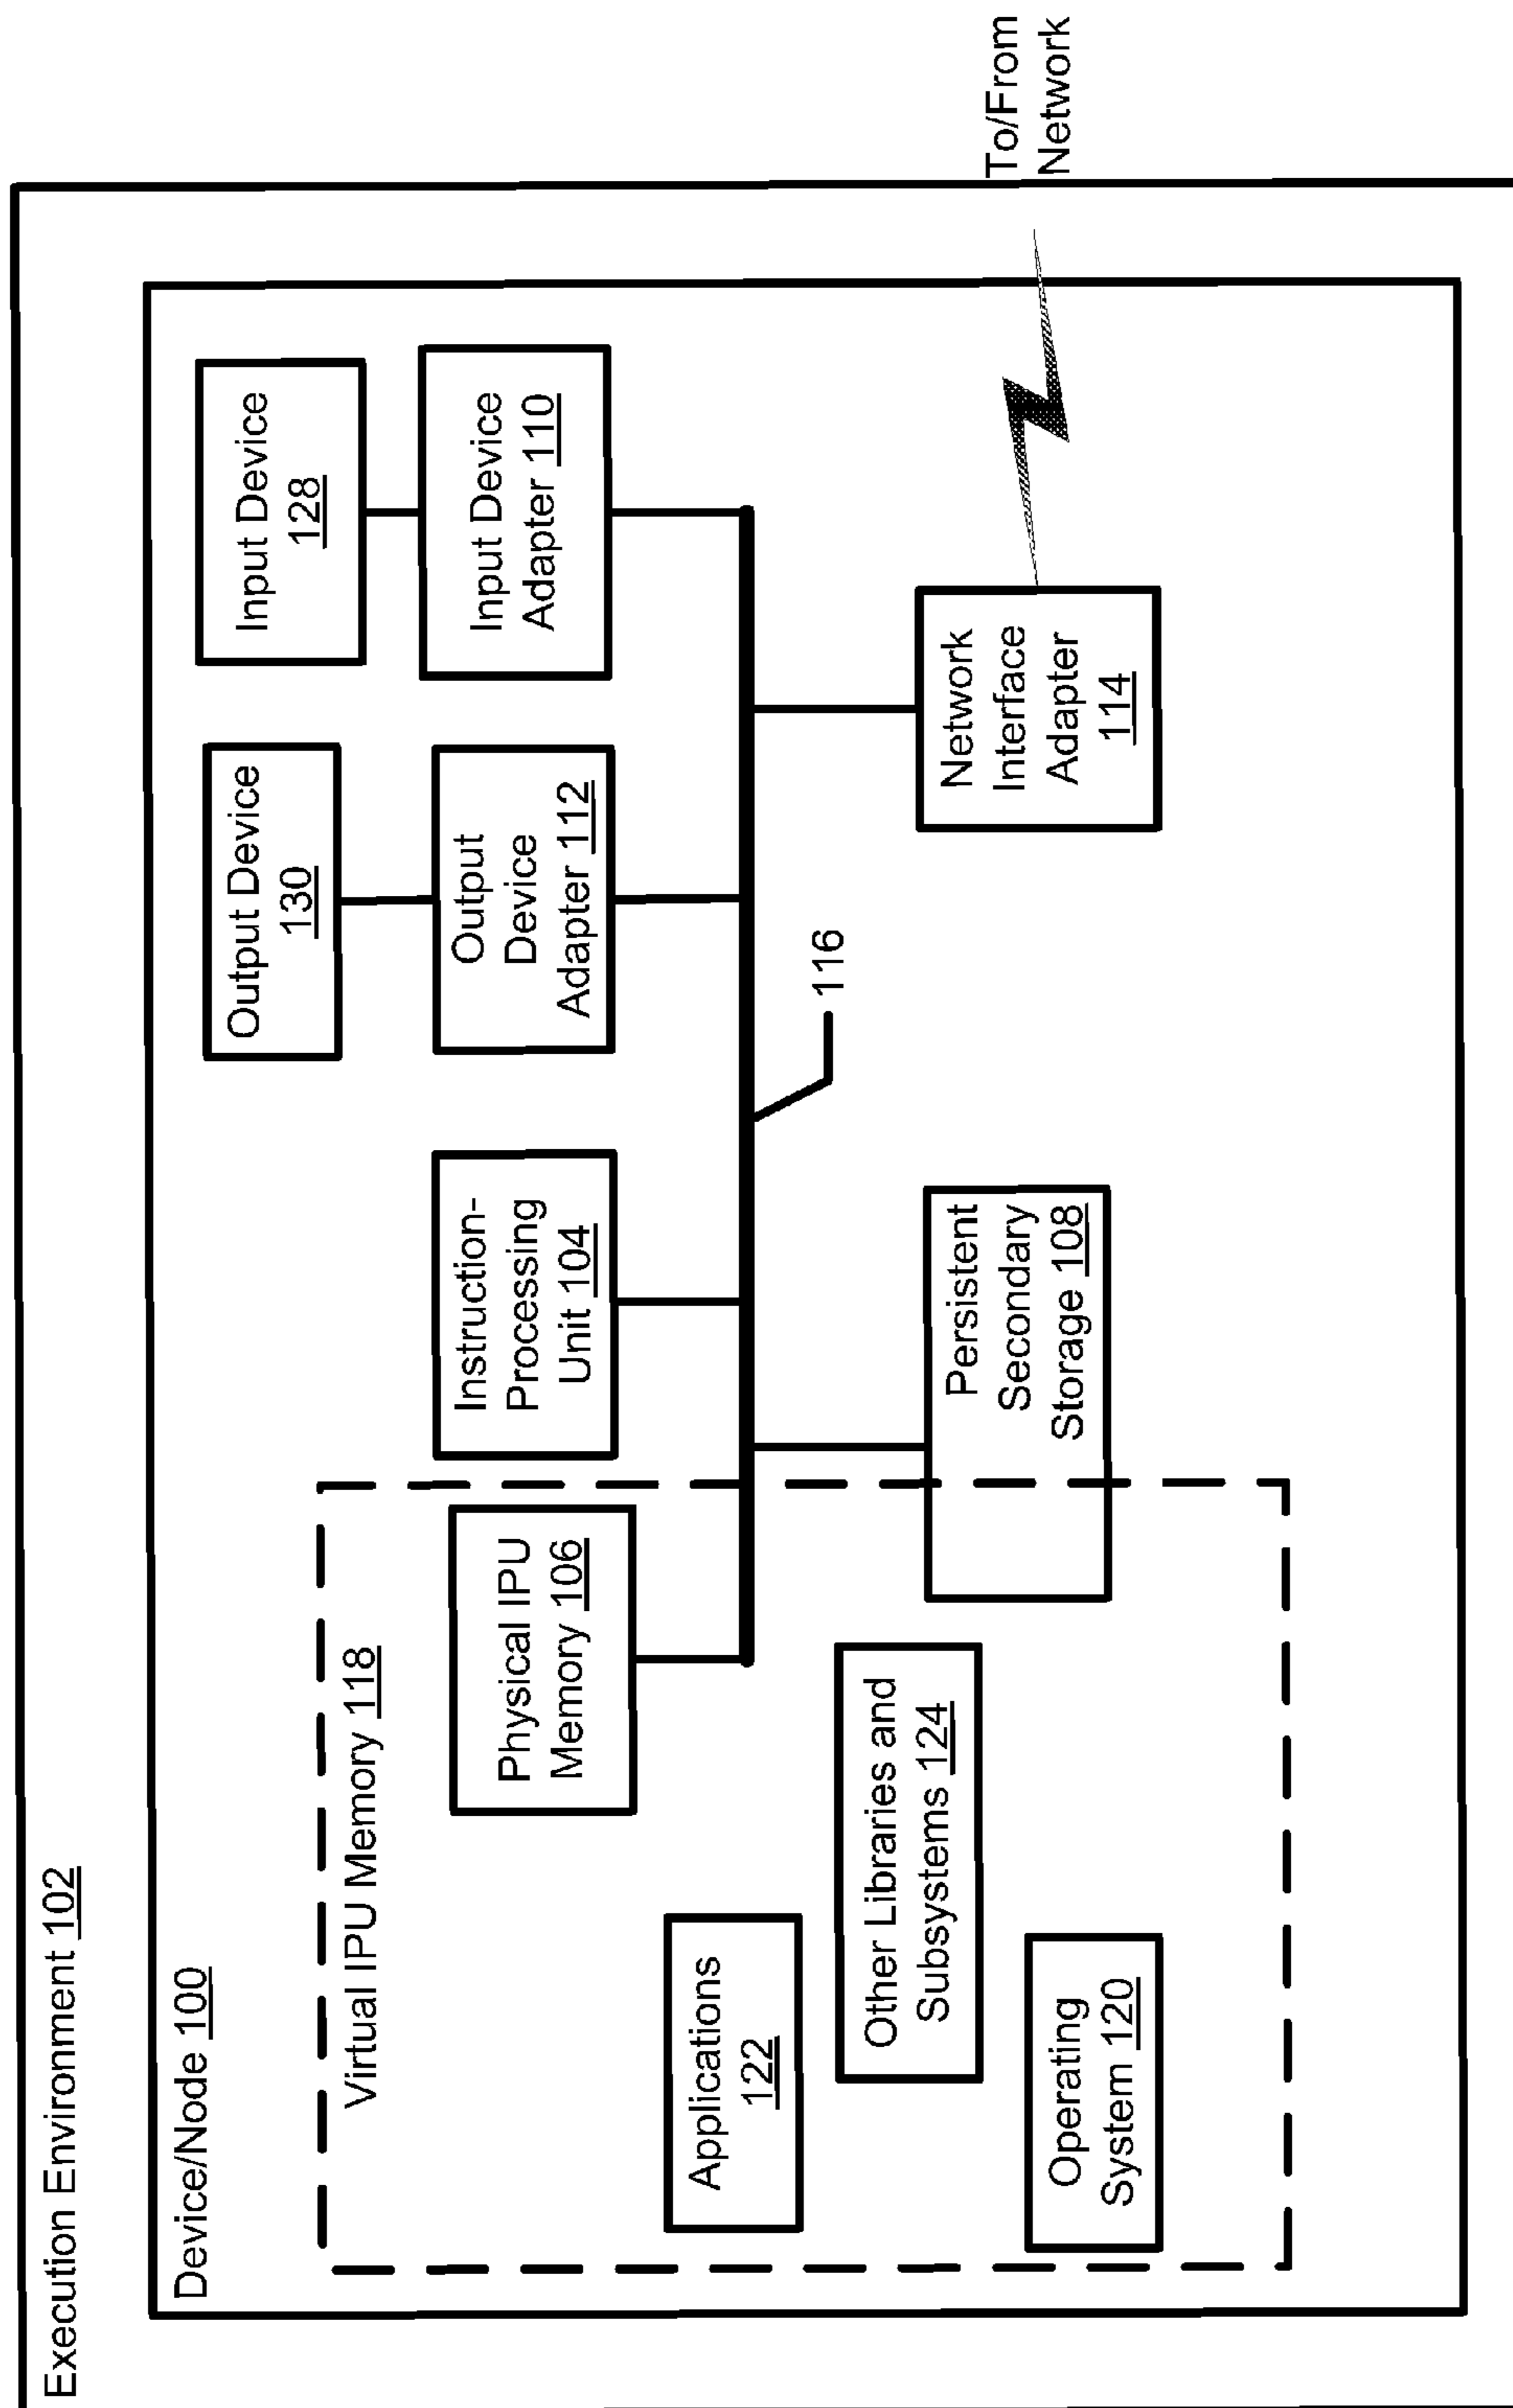 Execution Environment 102
Device/Node 100
Virtual IPU Memory 118
Output Device
130
Input Device
128
Physical IPU
Memory 106
Instruction-
Processing
Unit 104
Output
Device
Adapter 112
Input Device
Adapter 110
Applications
122
116
Other Libraries and
Subsystems 124
Persistent
Secondary
Storage 108
Network
Interface
Adapter
114
To/From
Network
Operating
System 120